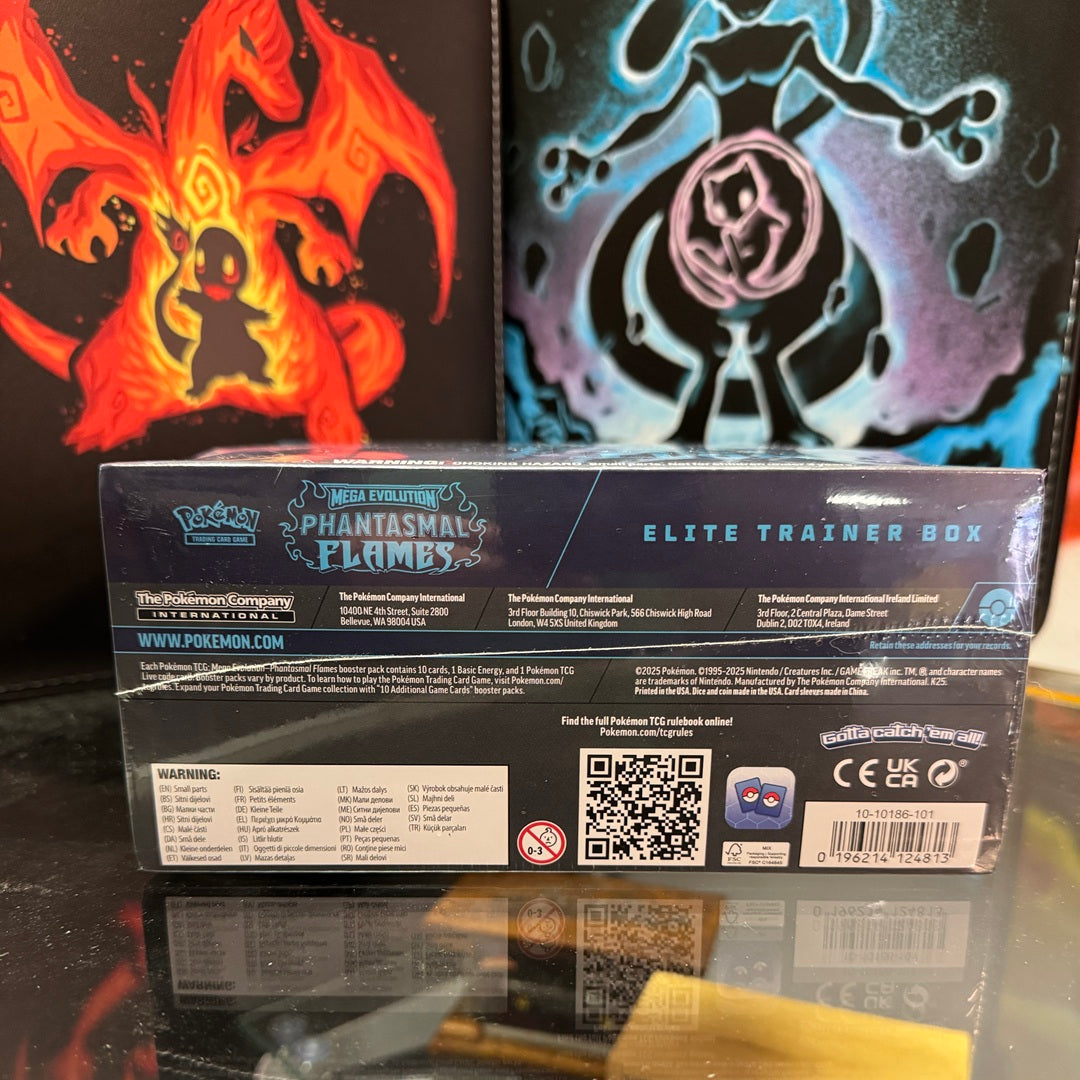 WARNING: CHOKING HAZARD
MEGA EVOLUTION
POKéMON
TRADING CARD GAME
PHANTASMAL
FLAMES
ELITE TRAINER BOX
The Pokémon Company
INTERNATIONAL
The Pokémon Company International
10400 NE 4th Street, Suite 2800
Bellevue, WA 98004 USA
The Pokémon Company International
3rd Floor Building 10, Chiswick Park, 566 Chiswick High Road
London, W4 5XS United Kingdom
The Pokémon Company International Ireland Limited
3rd Floor, 2 Central Plaza, Dame Street
Dublin 2, D02 T0X4, Ireland
WWW.POKEMON.COM
Retain these addresses for your records.
Each Pokémon TCG: Mega Evolution—Phantasmal Flames booster pack contains 10 cards, 1 Basic Energy, and 1 Pokémon TCG
Live code card. Booster packs vary by product. To learn how to play the Pokémon Trading Card Game, visit Pokemon.com/
tcgrules. Expand your Pokémon Trading Card Game collection with "10 Additional Game Cards" booster packs.
©2025 Pokémon. ©1995-2025 Nintendo / Creatures Inc. / GAME FREAK inc. TM, ®, and character names
are trademarks of Nintendo. Manufactured by The Pokémon Company International. K25.
Printed in the USA. Dice and coin made in the USA. Card sleeves made in China.
Find the full Pokémon TCG rulebook online!
Pokemon.com/tcgrules
Gotta catch 'em all!
WARNING:
(EN) Small parts
(BS) Sitni dijelovi
(BG) Малки части
(HR) Sitni dijelovi
(CS) Malé části
(DA) Små dele
(NL) Kleine onderdelen
(ET) Väikesed osad
(FI) Sisältää pieniä osia
(FR) Petits éléments
(DE) Kleine Teile
(EL) Περιέχει μικρά Κομμάτια
(HU) Apró alkatrészek
(IS) Litlir hlutir
(IT) Oggetti di piccole dimensioni
(LV) Mazas detaļas
(LT) Mažos dalys
(MK) Мали делови
(ME) Ситни дијелови
(NO) Små deler
(PL) Małe części
(PT) Peças pequenas
(RO) Conține piese mici
(SR) Mali delovi
(SK) Výrobok obsahuje malé časti
(SL) Majhni deli
(ES) Piezas pequeñas
(SV) Små delar
(TR) Küçük parçaları
0-3
FSC
MIX
Packaging | Supporting
responsible forestry
CE UK
CA
10-10186-101
0 196214 124813